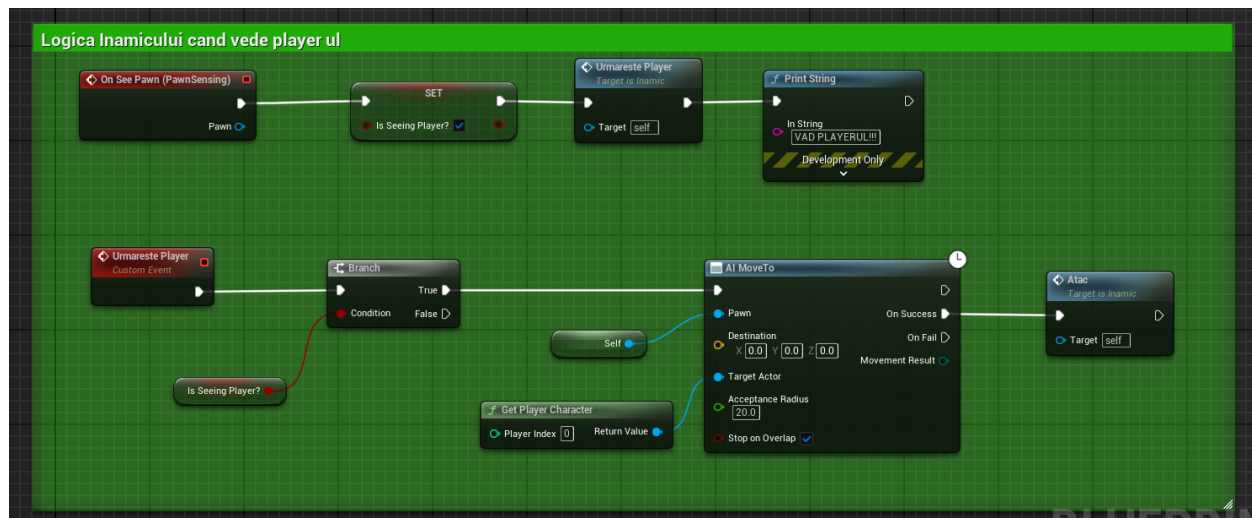 Logica Inamicului cand vede player ul
On See Pawn (PawnSensing)
Pawn
SET
Is Seeing Player?
Urmareste Player
Target is Inamic
Target self
Print String
In String
VAD PLAYERUL!!!
Development Only
Urmareste Player
Custom Event
Branch
True
Condition False
Is Seeing Player?
Self
Get Player Character
Player Index 0 Return Value
AI MoveTo
Pawn On Success
Destination On Fail
X 0.0 Y 0.0 Z 0.0
Movement Result
Target Actor
Acceptance Radius
20.0
Stop on Overlap
Atac
Target is Inamic
Target self